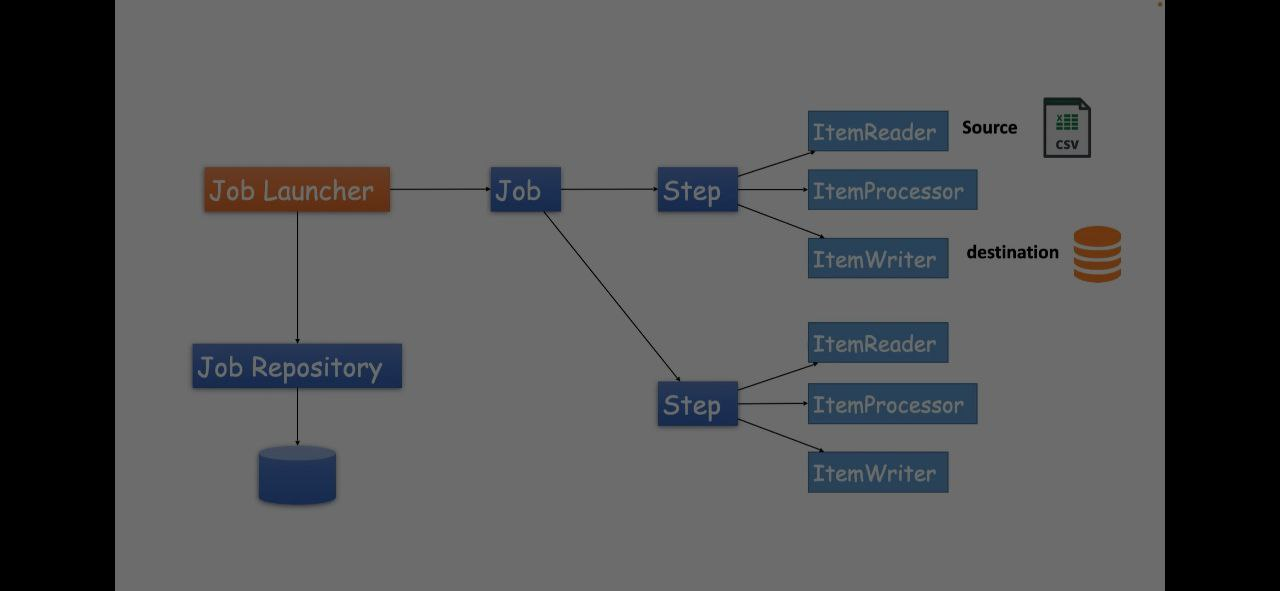 Job Launcher
Job
Step
ItemReader
Source
X
CSV
ItemProcessor
ItemWriter
destination
Job Repository
Step
ItemReader
ItemProcessor
ItemWriter